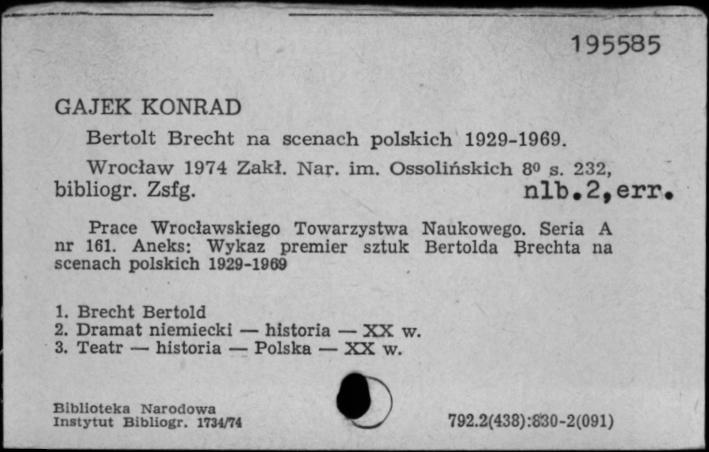 195585
GAJEK KONRAD
Bertolt Brecht na scenach polskich 1929-1969.
Wrocław 1974 Zakł. Nar. im. Ossolińskich 8⁰ s. 232,
bibliogr. Zsfg. nlb.2,err.
Prace Wrocławskiego Towarzystwa Naukowego. Seria A
nr 161. Aneks: Wykaz premier sztuk Bertolda Brechta na
scenach polskich 1929-1969
1. Brecht Bertold
2. Dramat niemiecki — historia — XX w.
3. Teatr — historia — Polska — XX w.
Biblioteka Narodowa
Instytut Bibliogr. 1734/74
792.2(438):830-2(091)